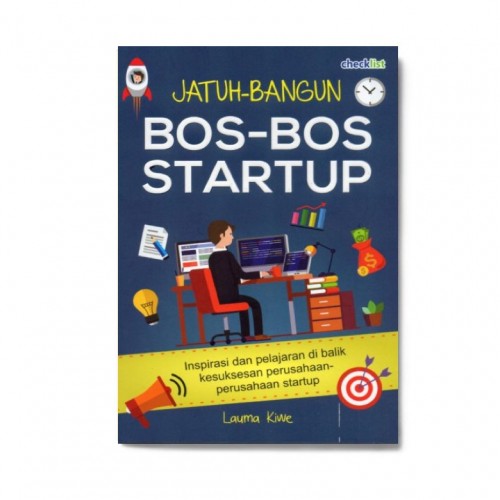 checklist
JATUH-BANGUN
BOS-BOS
STARTUP
Inspirasi dan pelajaran di balik
kesuksesan perusahaan-
perusahaan startup
Lauma Kiwe